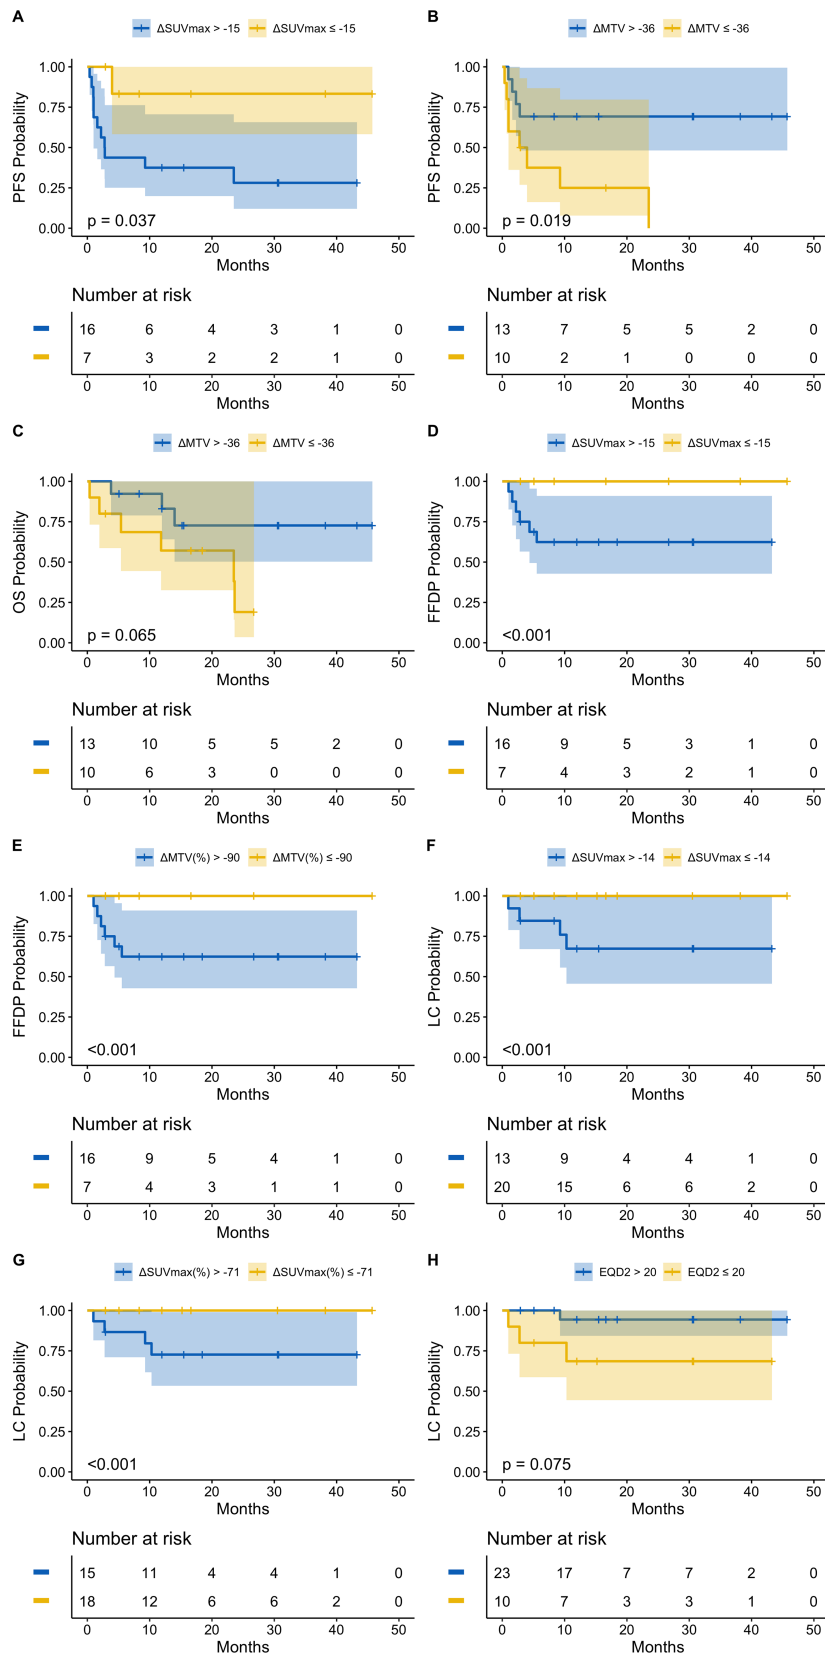 A
ΔSUVmax > -15 ΔSUVmax ≤ -15
PFS Probability
1.00
0.75
0.50
0.25
0.00
p = 0.037
0 10 20 30 40 50
Months
Number at risk
16 6 4 3 1 0
7 3 2 2 1 0
0 10 20 30 40 50
Months
B
ΔMTV > -36 ΔMTV ≤ -36
PFS Probability
1.00
0.75
0.50
0.25
0.00
p = 0.019
0 10 20 30 40 50
Months
Number at risk
13 7 5 5 2 0
10 2 1 0 0 0
0 10 20 30 40 50
Months
C
ΔMTV > -36 ΔMTV ≤ -36
OS Probability
1.00
0.75
0.50
0.25
0.00
p = 0.065
0 10 20 30 40 50
Months
Number at risk
13 10 5 5 2 0
10 6 3 0 0 0
0 10 20 30 40 50
Months
D
ΔSUVmax > -15 ΔSUVmax ≤ -15
FFDP Probability
1.00
0.75
0.50
0.25
0.00
<0.001
0 10 20 30 40 50
Months
Number at risk
16 9 5 3 1 0
7 4 3 2 1 0
0 10 20 30 40 50
Months
E
ΔMTV(%) > -90 ΔMTV(%) ≤ -90
FFDP Probability
1.00
0.75
0.50
0.25
0.00
<0.001
0 10 20 30 40 50
Months
Number at risk
16 9 5 4 1 0
7 4 3 1 1 0
0 10 20 30 40 50
Months
F
ΔSUVmax > -14 ΔSUVmax ≤ -14
LC Probability
1.00
0.75
0.50
0.25
0.00
<0.001
0 10 20 30 40 50
Months
Number at risk
13 9 4 4 1 0
20 15 6 6 2 0
0 10 20 30 40 50
Months
G
ΔSUVmax(%) > -71 ΔSUVmax(%) ≤ -71
LC Probability
1.00
0.75
0.50
0.25
0.00
<0.001
0 10 20 30 40 50
Months
Number at risk
15 11 4 4 1 0
18 12 6 6 2 0
0 10 20 30 40 50
Months
H
EQD2 > 20 EQD2 ≤ 20
LC Probability
1.00
0.75
0.50
0.25
0.00
p = 0.075
0 10 20 30 40 50
Months
Number at risk
23 17 7 7 2 0
10 7 3 3 1 0
0 10 20 30 40 50
Months